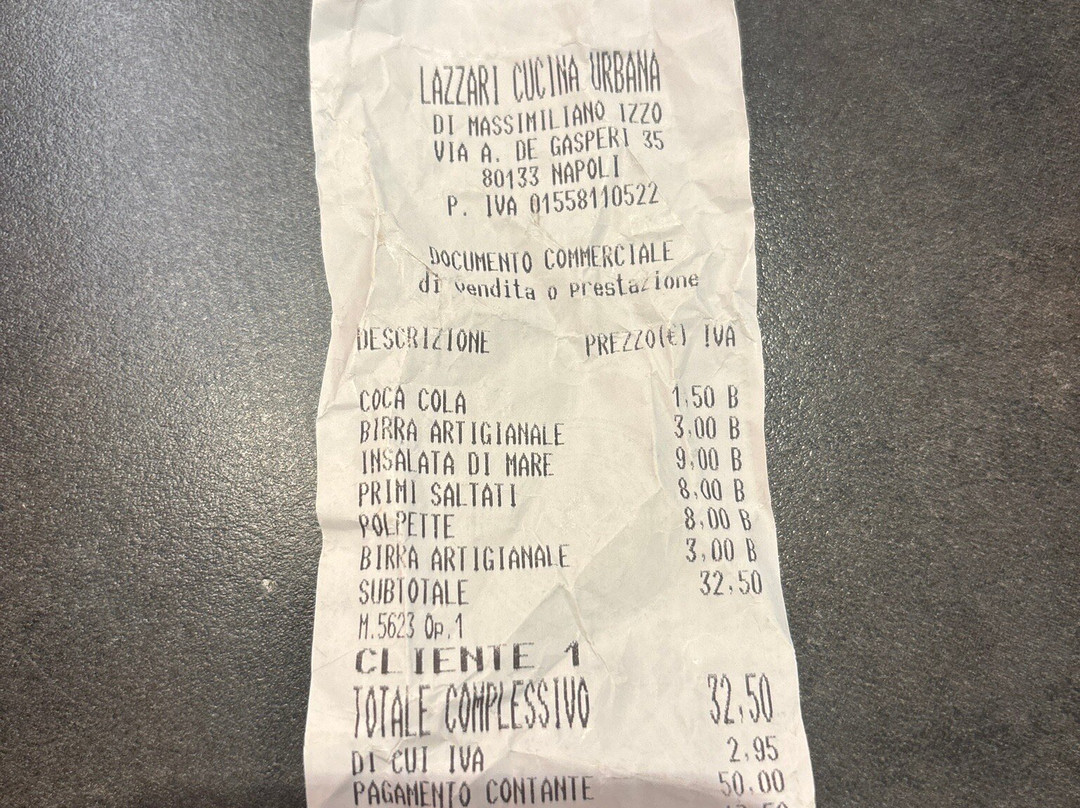 LAZZARI CUCINA URBANA
DI MASSIMILIANO IZZO
VIA A. DE GASPERI 35
80133 NAPOLI
P. IVA 01558110522
DOCUMENTO COMMERCIALE
di vendita o prestazione
DESCRIZIONE PREZZO(€) IVA
COCA COLA 1,50 B
BIRRA ARTIGIANALE 3,00 B
INSALATA DI MARE 9,00 B
PRIMI SALTATI 8,00 B
POLPETTE 8,00 B
BIRRA ARTIGIANALE 3,00 B
SUBTOTALE 32,50
M.5623 Op.1
CLIENTE 1
TOTALE COMPLESSIVO 32,50
DI CUI IVA 2,95
PAGAMENTO CONTANTE 50,00